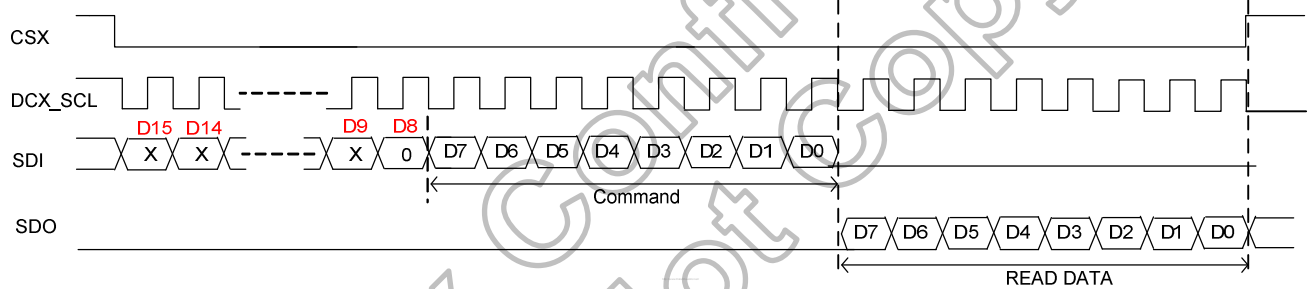 CSX
DCX_SCL
D15 D14 D9 D8
SDI X X X 0 D7 D6 D5 D4 D3 D2 D1 D0
Command
SDO D7 D6 D5 D4 D3 D2 D1 D0
READ DATA